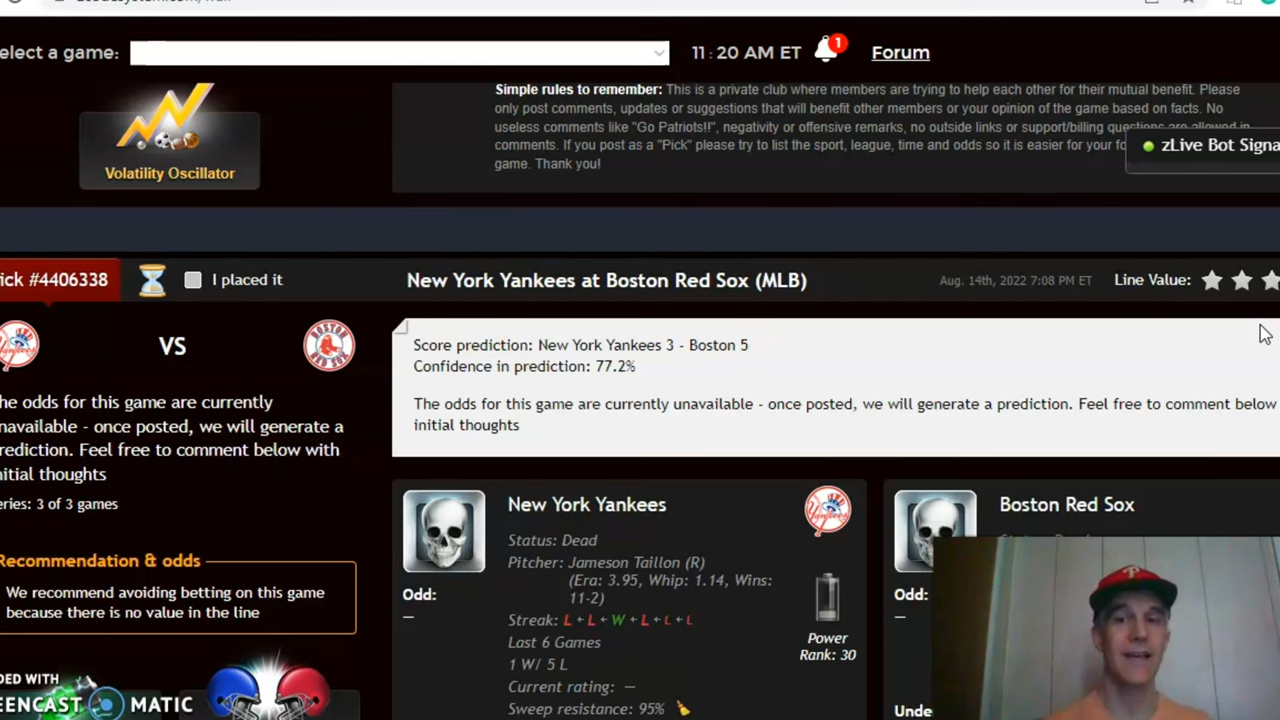 elect a game:
11:20 AM ET
1
Forum
Simple rules to remember: This is a private club where members are trying to help each other for their mutual benefit. Please
only post comments, updates or suggestions that will benefit other members or your opinion of the game based on facts. No
useless comments like "Go Patriots!!", negativity or offensive remarks, no outside links or support/billing questions are allowed in
comments. If you post as a "Pick" please try to list the sport, league, time and odds so it is easier for your
game. Thank you!
zLive Bot Signa
Volatility Oscillator
ick #4406338
I placed it
New York Yankees at Boston Red Sox (MLB)
Aug. 14th, 2022 7:08 PM ET
Line Value:
VS
Score prediction: New York Yankees 3 - Boston 5
Confidence in prediction: 77.2%
The odds for this game are currently unavailable - once posted, we will generate a prediction. Feel free to comment below
initial thoughts
he odds for this game are currently
navailable - once posted, we will generate a
rediction. Feel free to comment below with
nitial thoughts
eries: 3 of 3 games
Recommendation & odds
We recommend avoiding betting on this game
because there is no value in the line
New York Yankees
Status: Dead
Pitcher: Jameson Taillon (R)
(Era: 3.95, Whip: 1.14, Wins:
11-2)
Odd:
—
Streak: L ← L ← W ← L ← L ← L
Last 6 Games
1 W/ 5 L
Current rating: —
Sweep resistance: 95%
Power
Rank: 30
Boston Red Sox
Odd:
—
Unde
DED WITH
EENCAST MATIC